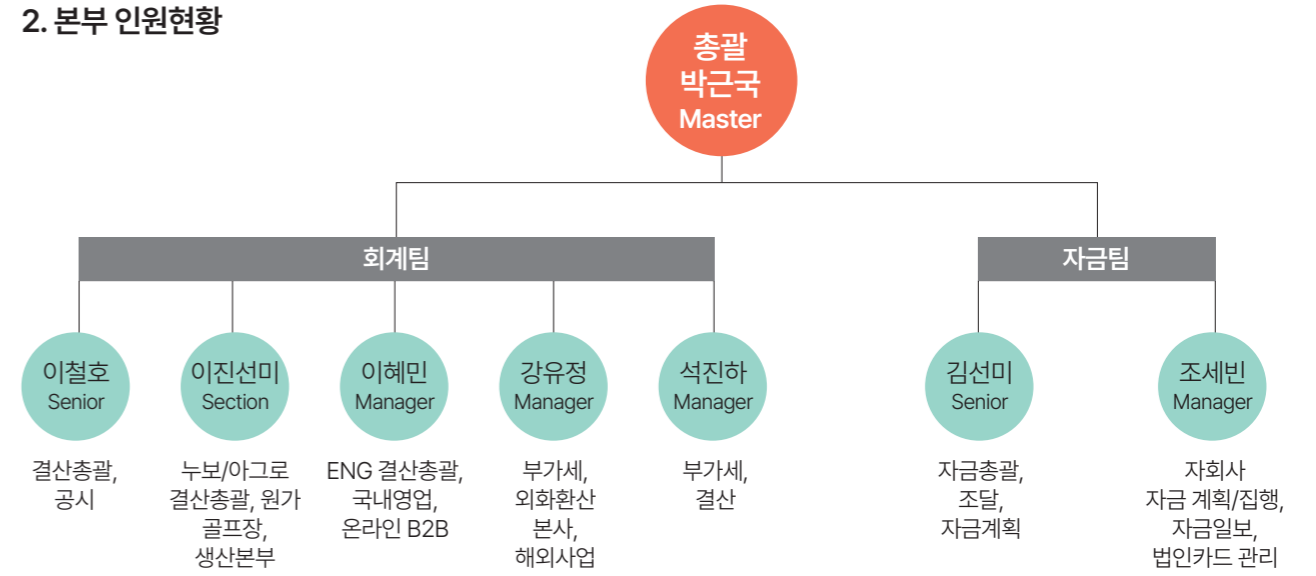 2. 본부 인원현황
총괄
박근국
Master
회계팀
자금팀
이철호
Senior
결산총괄,
공시
이진선미
Section
누보/아그로
결산총괄, 원가
골프장,
생산본부
이혜민
Manager
ENG 결산총괄,
국내영업,
온라인 B2B
강유정
Manager
부가세,
외화환산
본사,
해외사업
석진하
Manager
부가세,
결산
김선미
Senior
자금총괄,
조달,
자금계획
조세빈
Manager
자회사
자금 계획/집행,
자금일보,
법인카드 관리